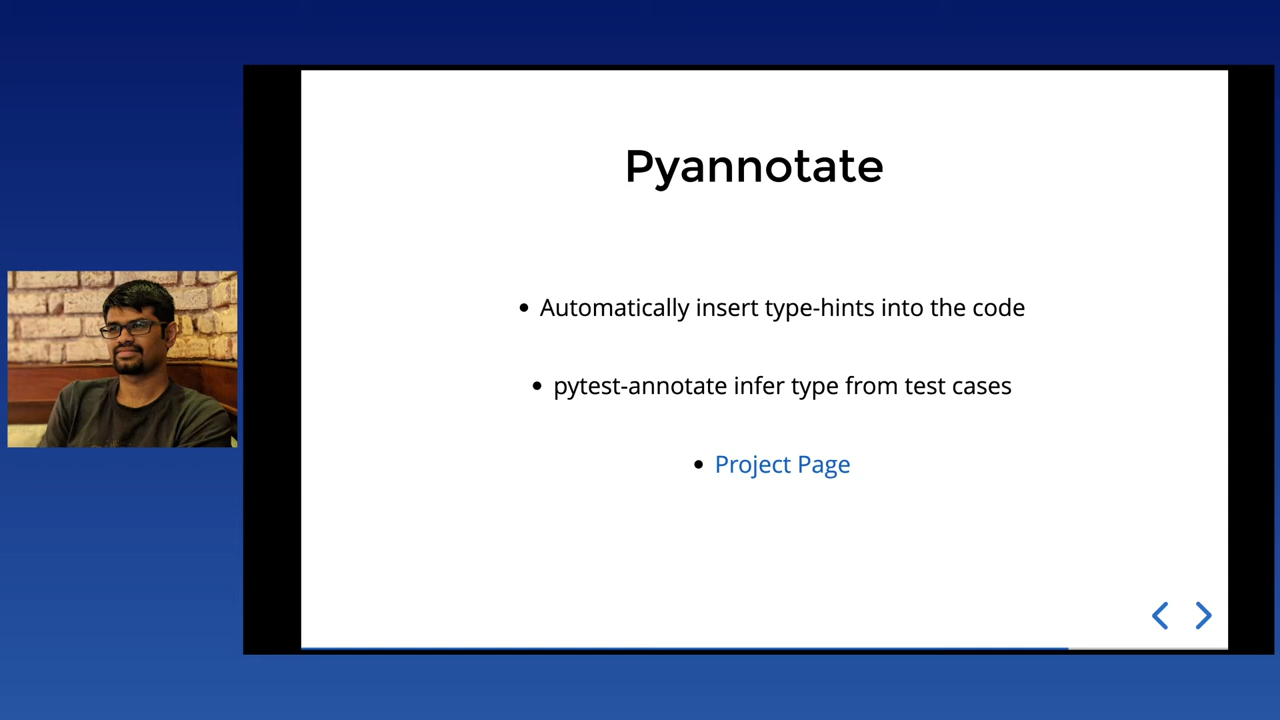 Pyannotate
Automatically insert type-hints into the code
pytest-annotate infer type from test cases
Project Page